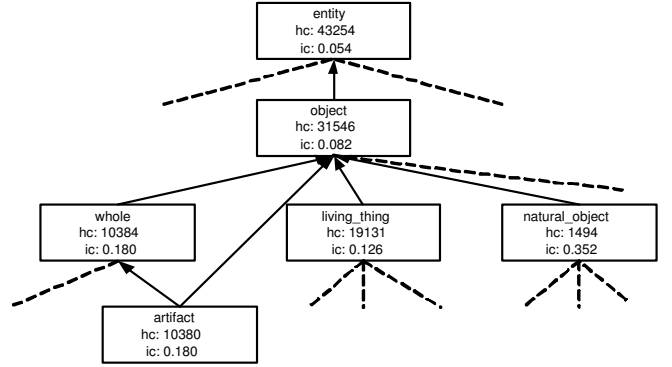 entity
hc: 43254
ic: 0.054
object
hc: 31546
ic: 0.082
whole
hc: 10384
ic: 0.180
living_thing
hc: 19131
ic: 0.126
natural_object
hc: 1494
ic: 0.352
artifact
hc: 10380
ic: 0.180